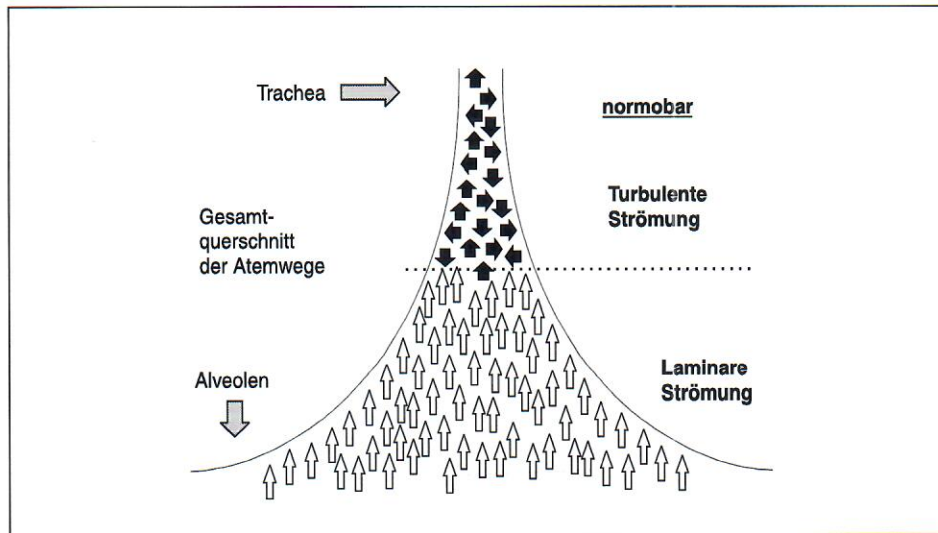 Trachea
normobar
Turbulente
Strömung
Gesamt-
querschnitt
der Atemwege
Alveolen
Laminare
Strömung